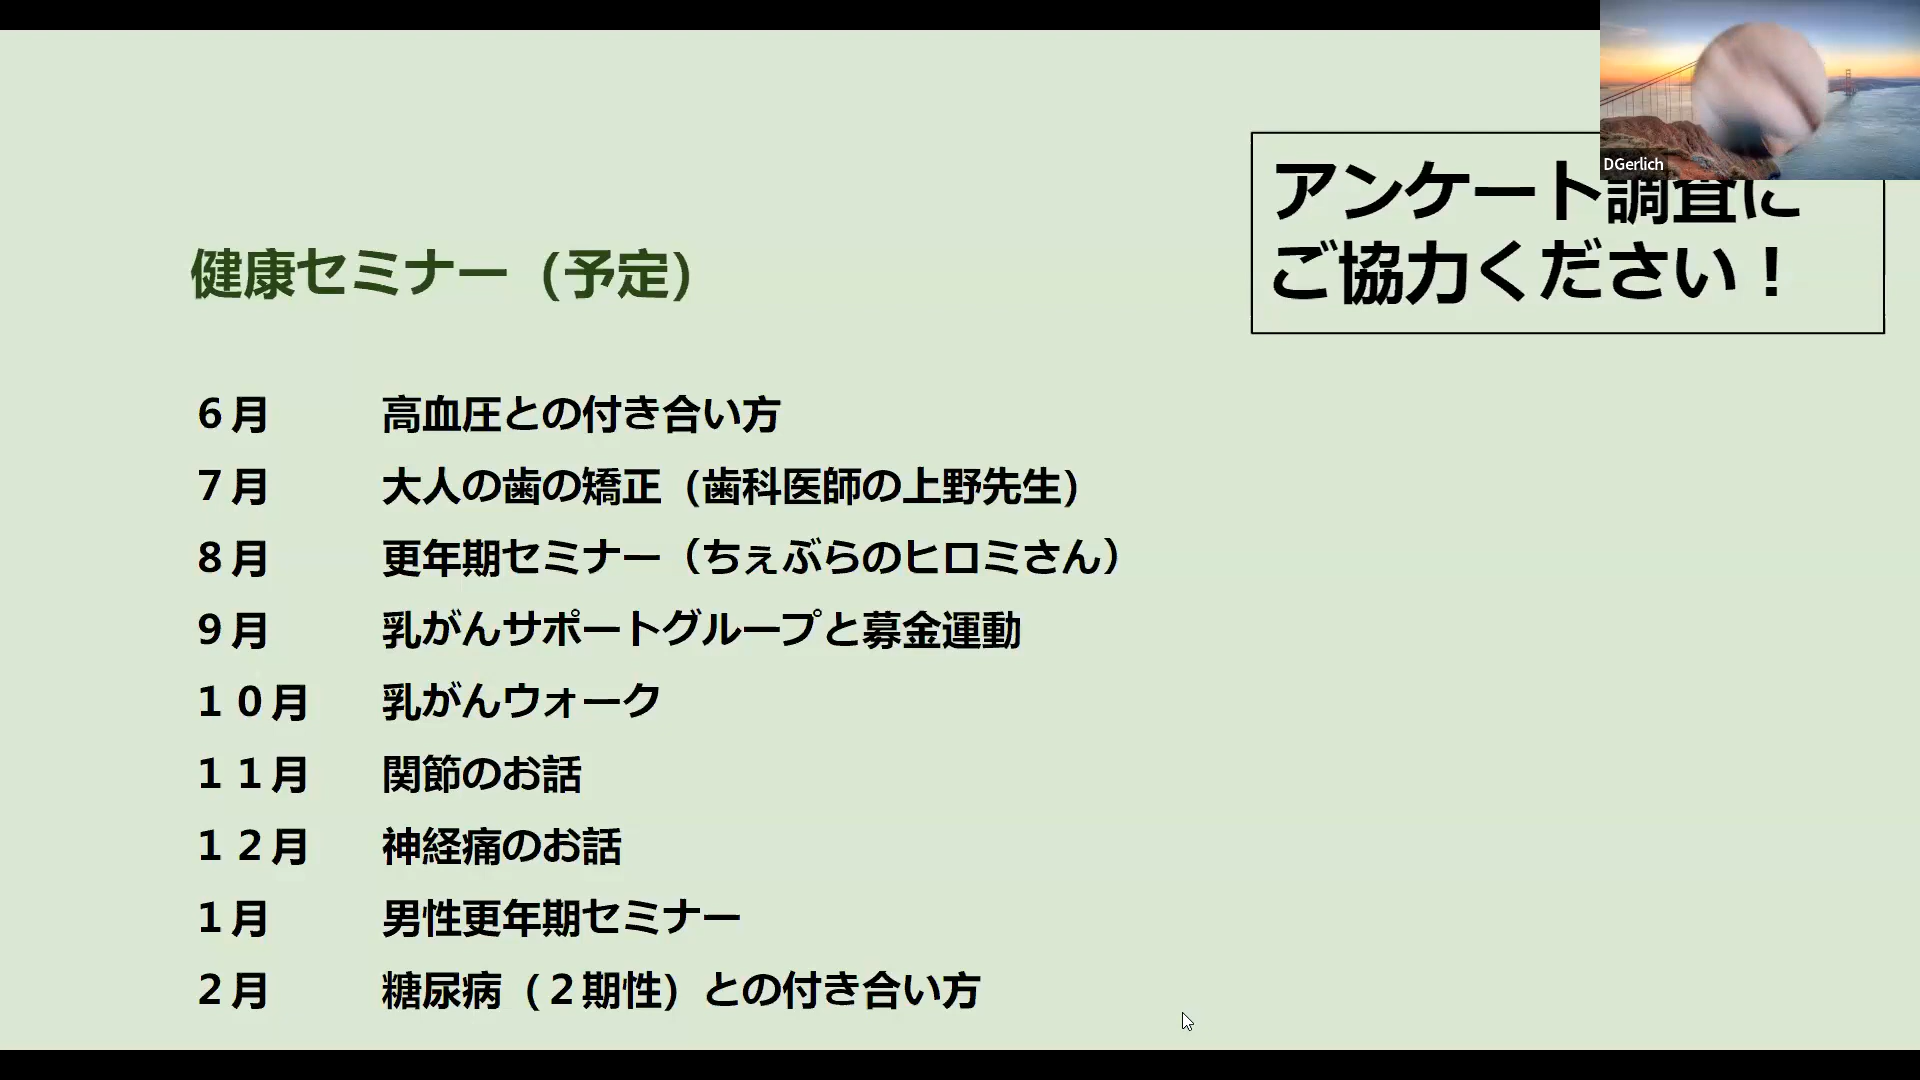 DGerlich
アンケート調査に
ご協力ください！
健康セミナー（予定）
６月 高血圧との付き合い方
７月 大人の歯の矯正（歯科医師の上野先生）
８月 更年期セミナー（ちぇぶらのヒロミさん）
９月 乳がんサポートグループと募金運動
１０月 乳がんウォーク
１１月 関節のお話
１２月 神経痛のお話
１月 男性更年期セミナー
２月 糖尿病（２期性）との付き合い方